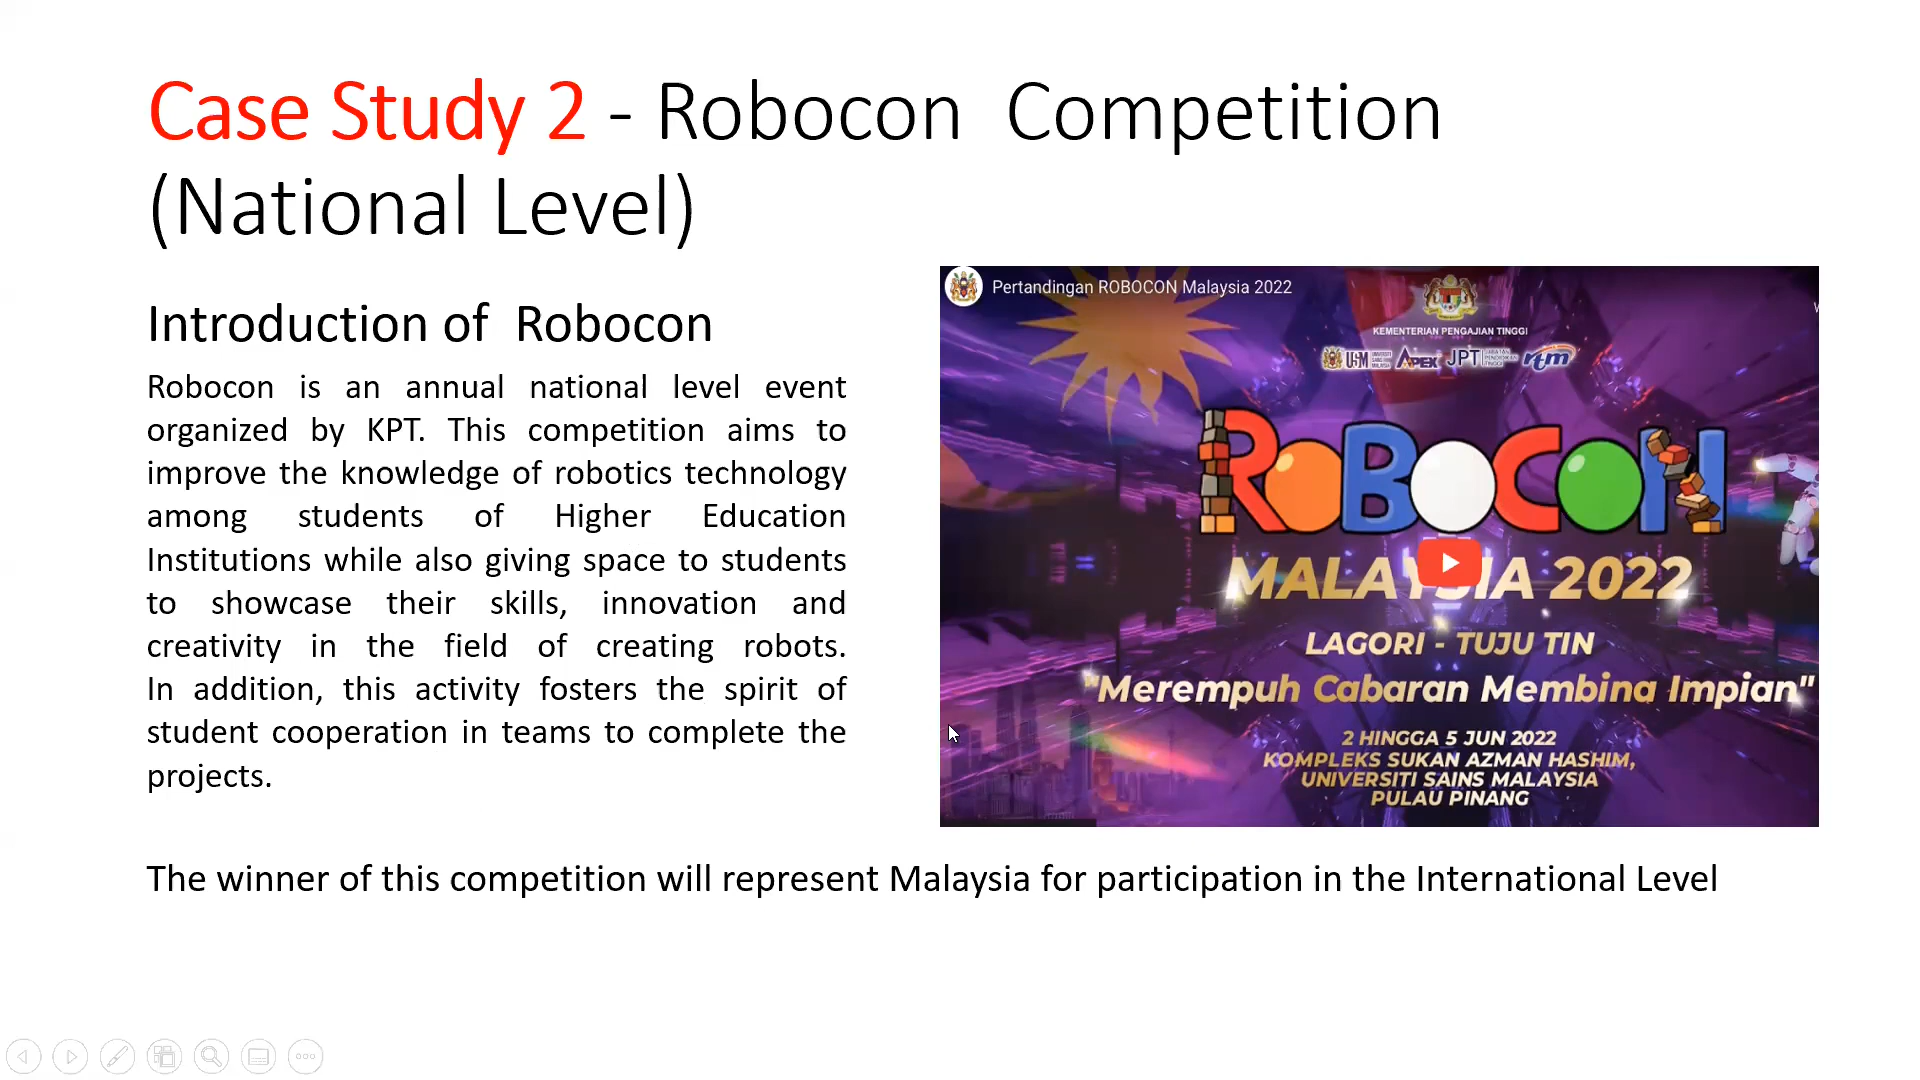 Case Study 2 - Robocon Competition
(National Level)
Introduction of Robocon
Robocon is an annual national level event
organized by KPT. This competition aims to
improve the knowledge of robotics technology
among students of Higher Education
Institutions while also giving space to students
to showcase their skills, innovation and
creativity in the field of creating robots.
In addition, this activity fosters the spirit of
student cooperation in teams to complete the
projects.
Pertandingan ROBOCON Malaysia 2022
KEMENTERIAN PENGAJIAN TINGGI
USM APEX JPT rtm
ROBOCON
MALAYSIA 2022
LAGORI - TUJU TIN
"Merempuh Cabaran Membina Impian"
2 HINGGA 5 JUN 2022
KOMPLEKS SUKAN AZMAN HASHIM,
UNIVERSITI SAINS MALAYSIA
PULAU PINANG
The winner of this competition will represent Malaysia for participation in the International Level